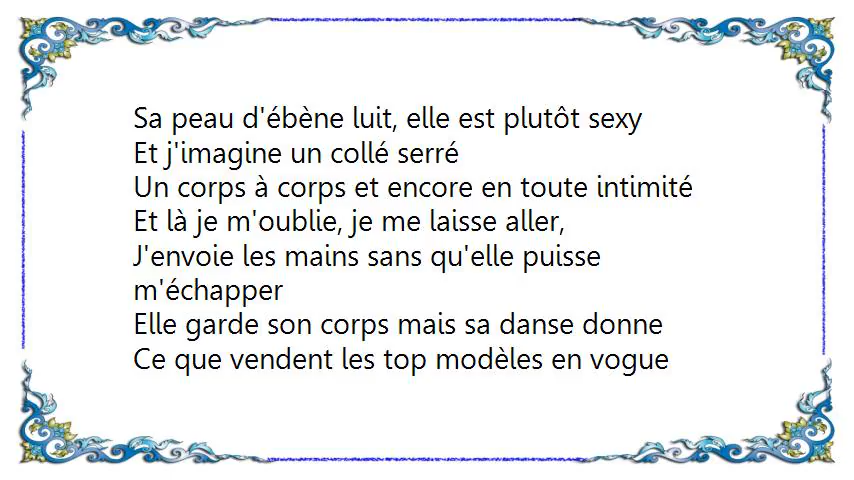 Sa peau d'ébène luit, elle est plutôt sexy
Et j'imagine un collé serré
Un corps à corps et encore en toute intimité
Et là je m'oublie, je me laisse aller,
J'envoie les mains sans qu'elle puisse
m'échapper
Elle garde son corps mais sa danse donne
Ce que vendent les top modèles en vogue